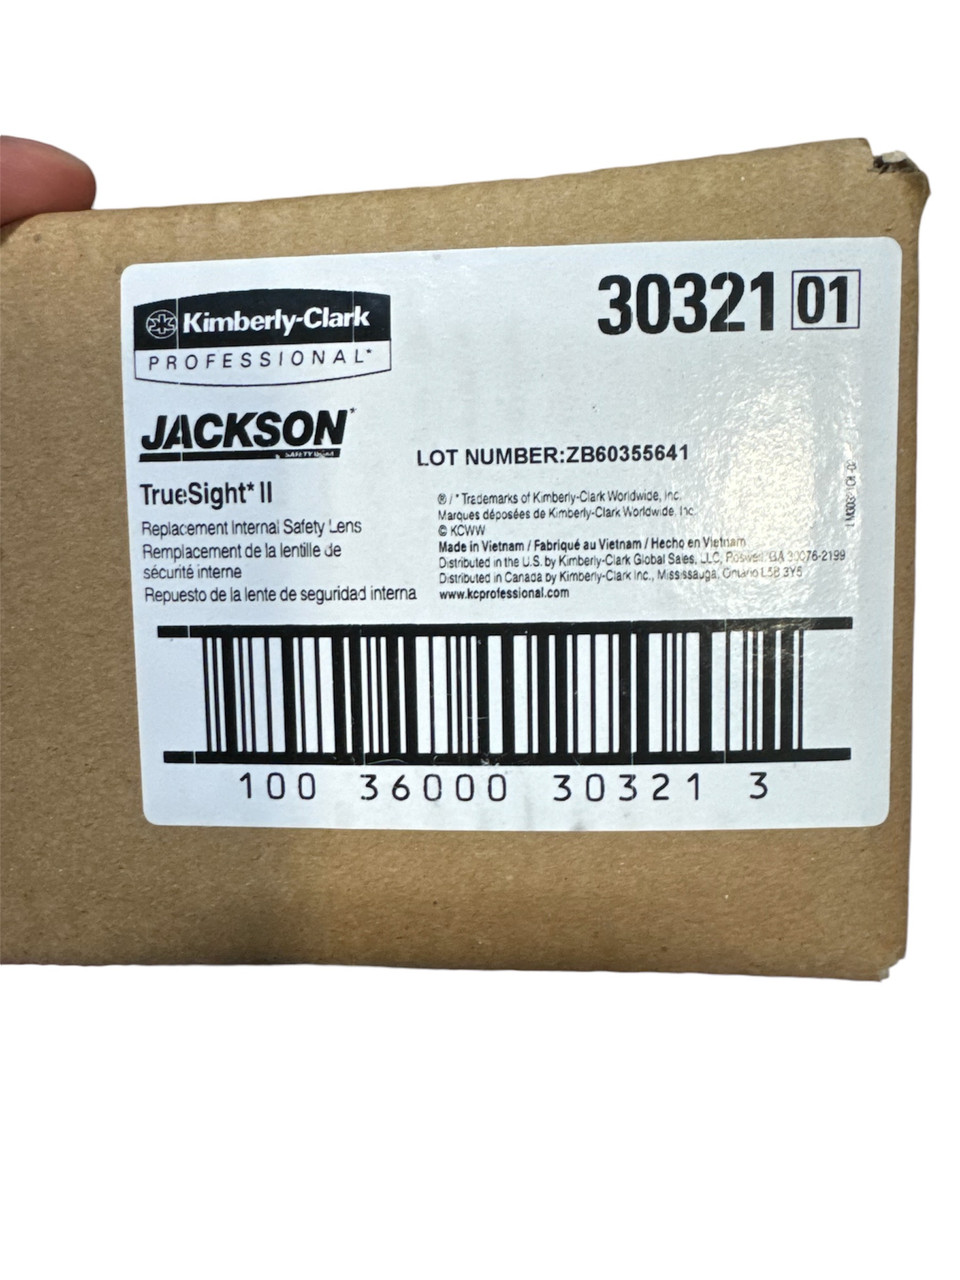 Kimberly-Clark
PROFESSIONAL*
30321 01
JACKSON*
SAFETY
TrueSight* II
Replacement Internal Safety Lens
Remplacement de la lentille de
sécurité interne
Repuesto de la lente de seguridad interna
LOT NUMBER:ZB60355641
® / * Trademarks of Kimberly-Clark Worldwide, Inc.
Marques déposées de Kimberly-Clark Worldwide, Inc.
© KCWW
Made in Vietnam / Fabriqué au Vietnam / Hecho en Vietnam
Distributed in the U.S. by Kimberly-Clark Global Sales, LLC, Roswell, GA 30076-2199
Distributed in Canada by Kimberly-Clark Inc., Mississauga, Ontario L5B 3Y5
www.kcprofessional.com
100 36000 30321 3